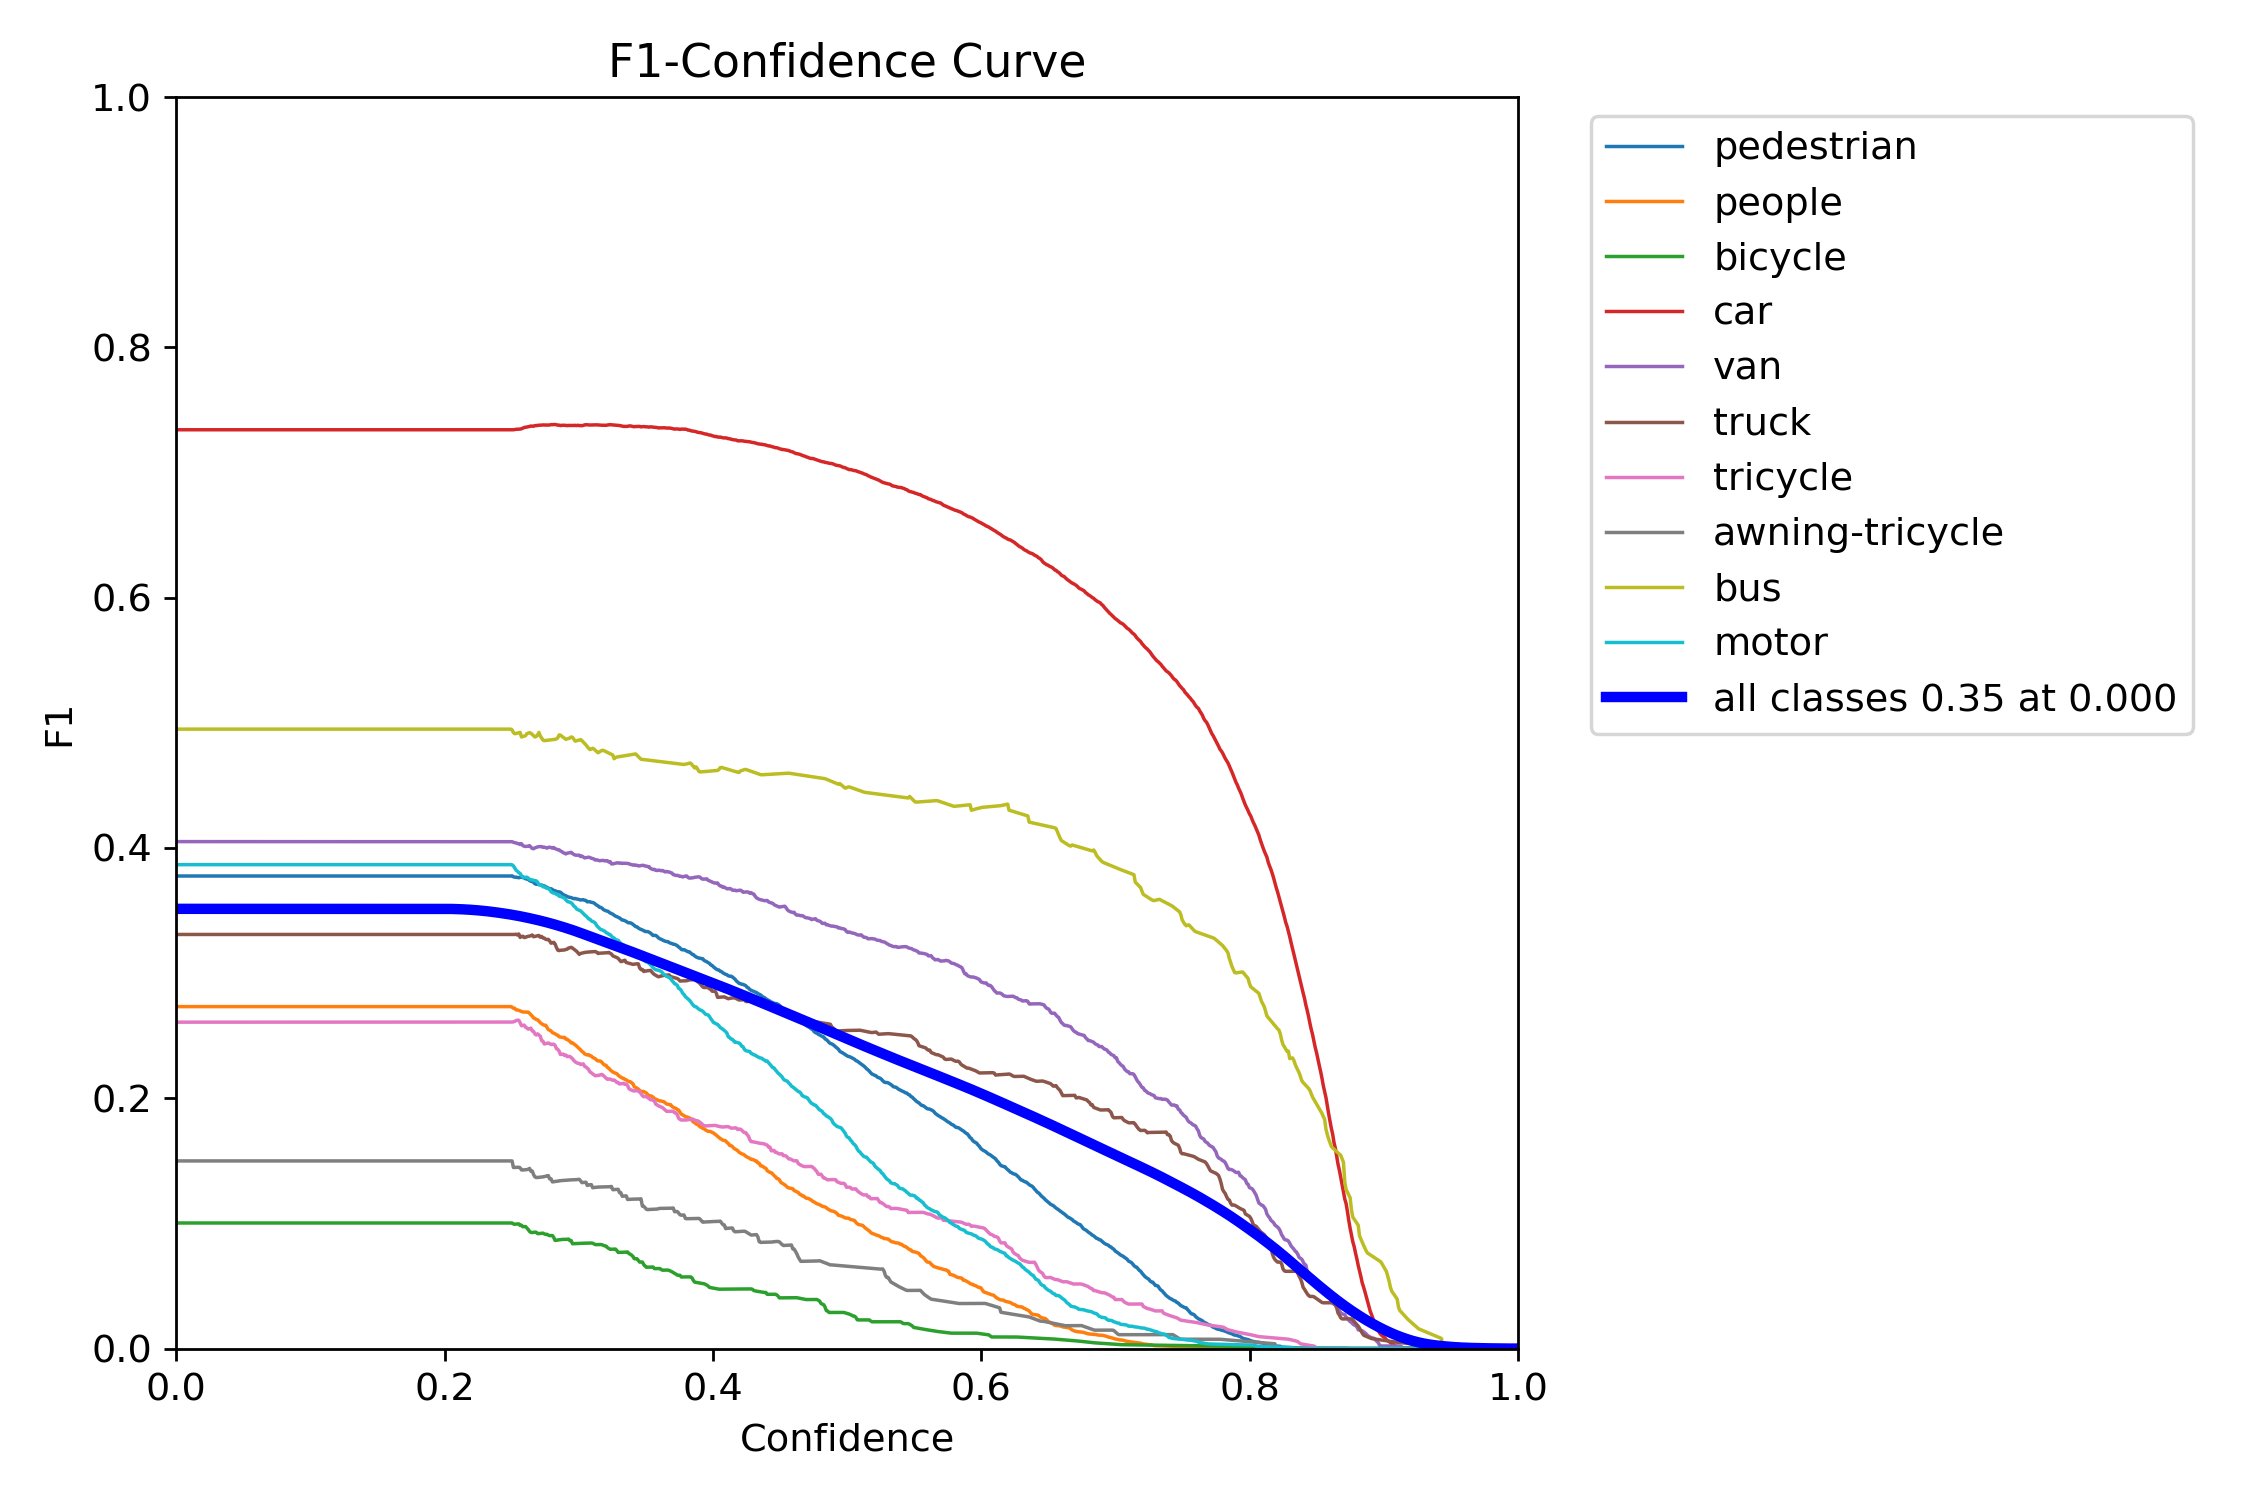 F1-Confidence Curve
1.0
0.8
0.6
0.4
0.2
0.0
F1
0.0 0.2 0.4 0.6 0.8 1.0
Confidence
pedestrian
people
bicycle
car
van
truck
tricycle
awning-tricycle
bus
motor
all classes 0.35 at 0.000